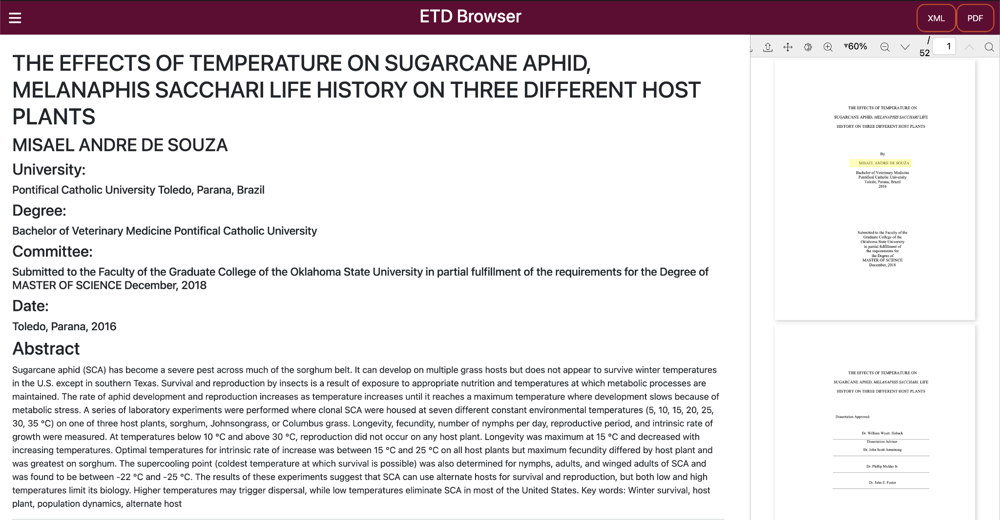 ETD Browser
XML
PDF
THE EFFECTS OF TEMPERATURE ON SUGARCANE APHID,
MELANAPHIS SACCHARI LIFE HISTORY ON THREE DIFFERENT HOST
PLANTS
MISAEL ANDRE DE SOUZA
University:
Pontifical Catholic University Toledo, Parana, Brazil
Degree:
Bachelor of Veterinary Medicine Pontifical Catholic University
Committee:
Submitted to the Faculty of the Graduate College of the Oklahoma State University in partial fulfillment of the requirements for the Degree of
MASTER OF SCIENCE December, 2018
Date:
Toledo, Parana, 2016
Abstract
Sugarcane aphid (SCA) has become a severe pest across much of the sorghum belt. It can develop on multiple grass hosts but does not appear to survive winter temperatures
in the U.S. except in southern Texas. Survival and reproduction by insects is a result of exposure to appropriate nutrition and temperatures at which metabolic processes are
maintained. The rate of aphid development and reproduction increases as temperature increases until it reaches a maximum temperature where development slows because of
metabolic stress. A series of laboratory experiments were performed where clonal SCA were housed at seven different constant environmental temperatures (5, 10, 15, 20, 25,
30, 35 °C) on one of three host plants, sorghum, Johnsongrass, or Columbus grass. Longevity, fecundity, number of nymphs per day, reproductive period, and intrinsic rate of
growth were measured. At temperatures below 10 °C and above 30 °C, reproduction did not occur on any host plant. Longevity was maximum at 15 °C and decreased with
increasing temperatures. Optimal temperatures for intrinsic rate of increase was between 15 °C and 25 °C on all host plants but maximum fecundity differed by host plant and
was greatest on sorghum. The supercooling point (coldest temperature at which survival is possible) was also determined for nymphs, adults, and winged adults of SCA and
was found to be between -22 °C and -25 °C. The results of these experiments suggest that SCA can use alternate hosts for survival and reproduction, but both low and high
temperatures limit its biology. Higher temperatures may trigger dispersal, while low temperatures eliminate SCA in most of the United States. Key words: Winter survival, host
plant, population dynamics, alternate host
60%
/
52
1
THE EFFECTS OF TEMPERATURE ON
SUGARCANE APHID, MELANAPHIS SACCHARI LIFE
HISTORY ON THREE DIFFERENT HOST PLANTS
By
MISAEL ANDRE DE SOUZA
Bachelor of Veterinary Medicine
Pontifical Catholic University
Toledo, Parana, Brazil
2016
Submitted to the Faculty of the
Graduate College of the
Oklahoma State University
in partial fulfillment of
the requirements for
the Degree of
MASTER OF SCIENCE
December, 2018
THE EFFECTS OF TEMPERATURE ON
SUGARCANE APHID, MELANAPHIS SACCHARI, LIFE
HISTORY ON THREE DIFFERENT HOST PLANTS
Dissertation Approved:
Dr. William Wyatt. Hoback
Dissertation Adviser
Dr. John Scott Armstrong
Dr. Phillip Mulder Jr.
Dr. John E. Foster